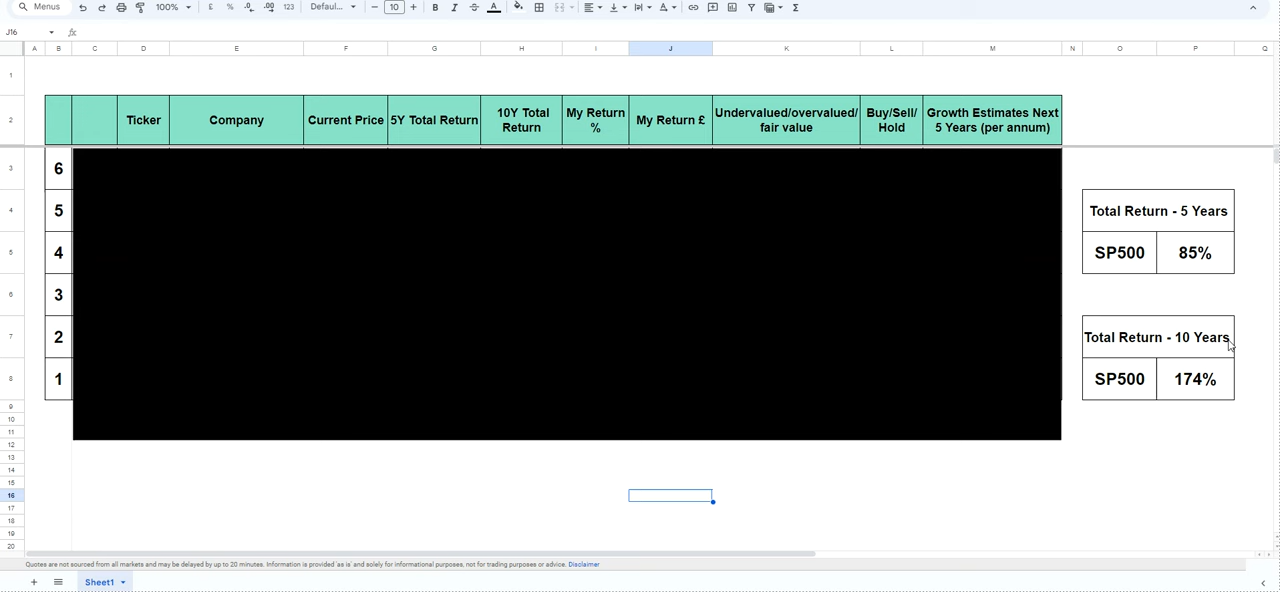 Menus 100% £ % .0 .00 123 Defaul... 10 B I A Σ
J16 fx
A B C D E F G H I J K L M N O P Q
1
2
Ticker Company Current Price 5Y Total Return 10Y Total Return My Return % My Return £ Undervalued/overvalued/ fair value Buy/Sell/ Hold Growth Estimates Next 5 Years (per annum)
3 6
4 5 Total Return - 5 Years
5 4 SP500 85%
6 3
7 2 Total Return - 10 Years
8 1 SP500 174%
9
10
11
12
13
14
15
16
17
18
19
20
Quotes are not sourced from all markets and may be delayed by up to 20 minutes. Information is provided 'as is' and solely for informational purposes, not for trading purposes or advice. Disclaimer
Sheet1